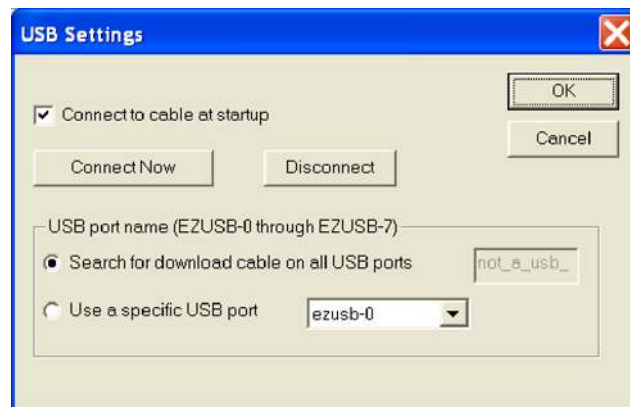 USB Settings
OK
Connect to cable at startup
Cancel
Connect Now Disconnect
USB port name (EZUSB-0 through EZUSB-7)
Search for download cable on all USB ports not_a_usb_
Use a specific USB port ezusb-0